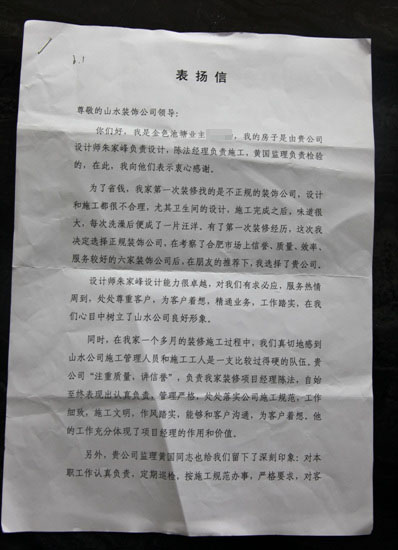 表扬信
尊敬的山水装饰公司领导：
你们好，我是金色池塘业主
，我的房子是由贵公司
设计师朱家峰负责设计，陈法经理负责施工，黄国监理负责检验
的，在此，我向他们表示衷心感谢。
为了省钱，我家第一次装修找的是不正规的装饰公司，设计
和施工都很不合理，尤其卫生间的设计，施工完成之后，味道很
大，每次洗澡后便成了一片汪洋。有了第一次装修经历，这次我
决定选择正规装饰公司，在考察了合肥市场上信誉、质量、效率、
服务较好的六家装饰公司后，在朋友的推荐下，我选择了贵公司。
设计师朱家峰设计能力很卓越，对我们有求必应，服务热情
周到，处处尊重客户，为客户着想，精通业务，工作踏实，在我
们心目中树立了山水公司良好形象。
同时，在我家一个多月的装修施工过程中，我们真切地感到
山水公司施工管理人员和施工工人是一支比较过得硬的队伍。贵
公司“注重质量、讲信誉”，负责我家装修项目经理陈法，自始
至终表现出认真负责，管理严格，处处落实公司施工规范，工作
细致，施工文明，作风踏实，能够和客户沟通，为客户着想。他
的工作充分体现了项目经理的作用和价值。
另外，贵公司监理黄国同志也给我们留下了深刻印象：对本
职工作认真负责，定期巡检，按施工规范办事，严格要求，对客